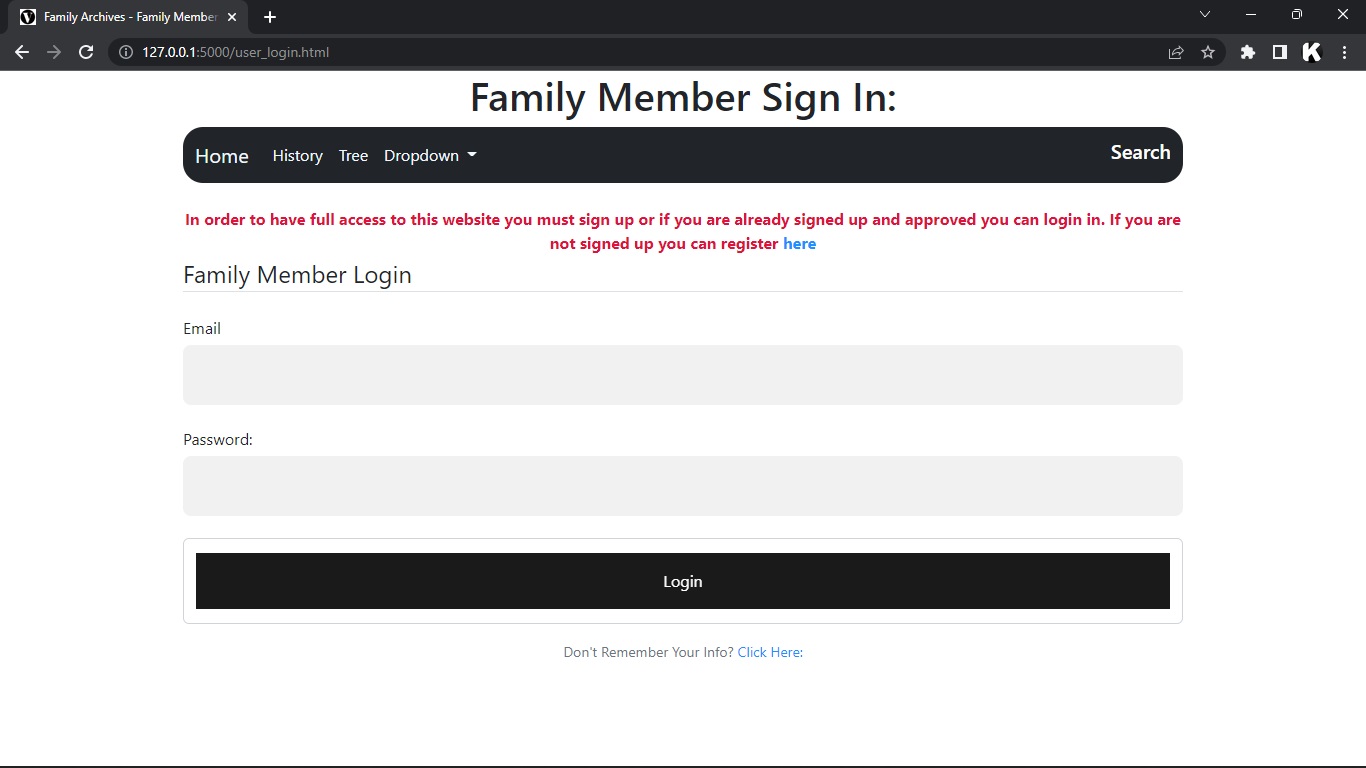 Family Archives - Family Member
127.0.0.1:5000/user_login.html
Family Member Sign In:
Home History Tree Dropdown Search
In order to have full access to this website you must sign up or if you are already signed up and approved you can login in. If you are
not signed up you can register here
Family Member Login
Email
Password:
Login
Don't Remember Your Info? Click Here: